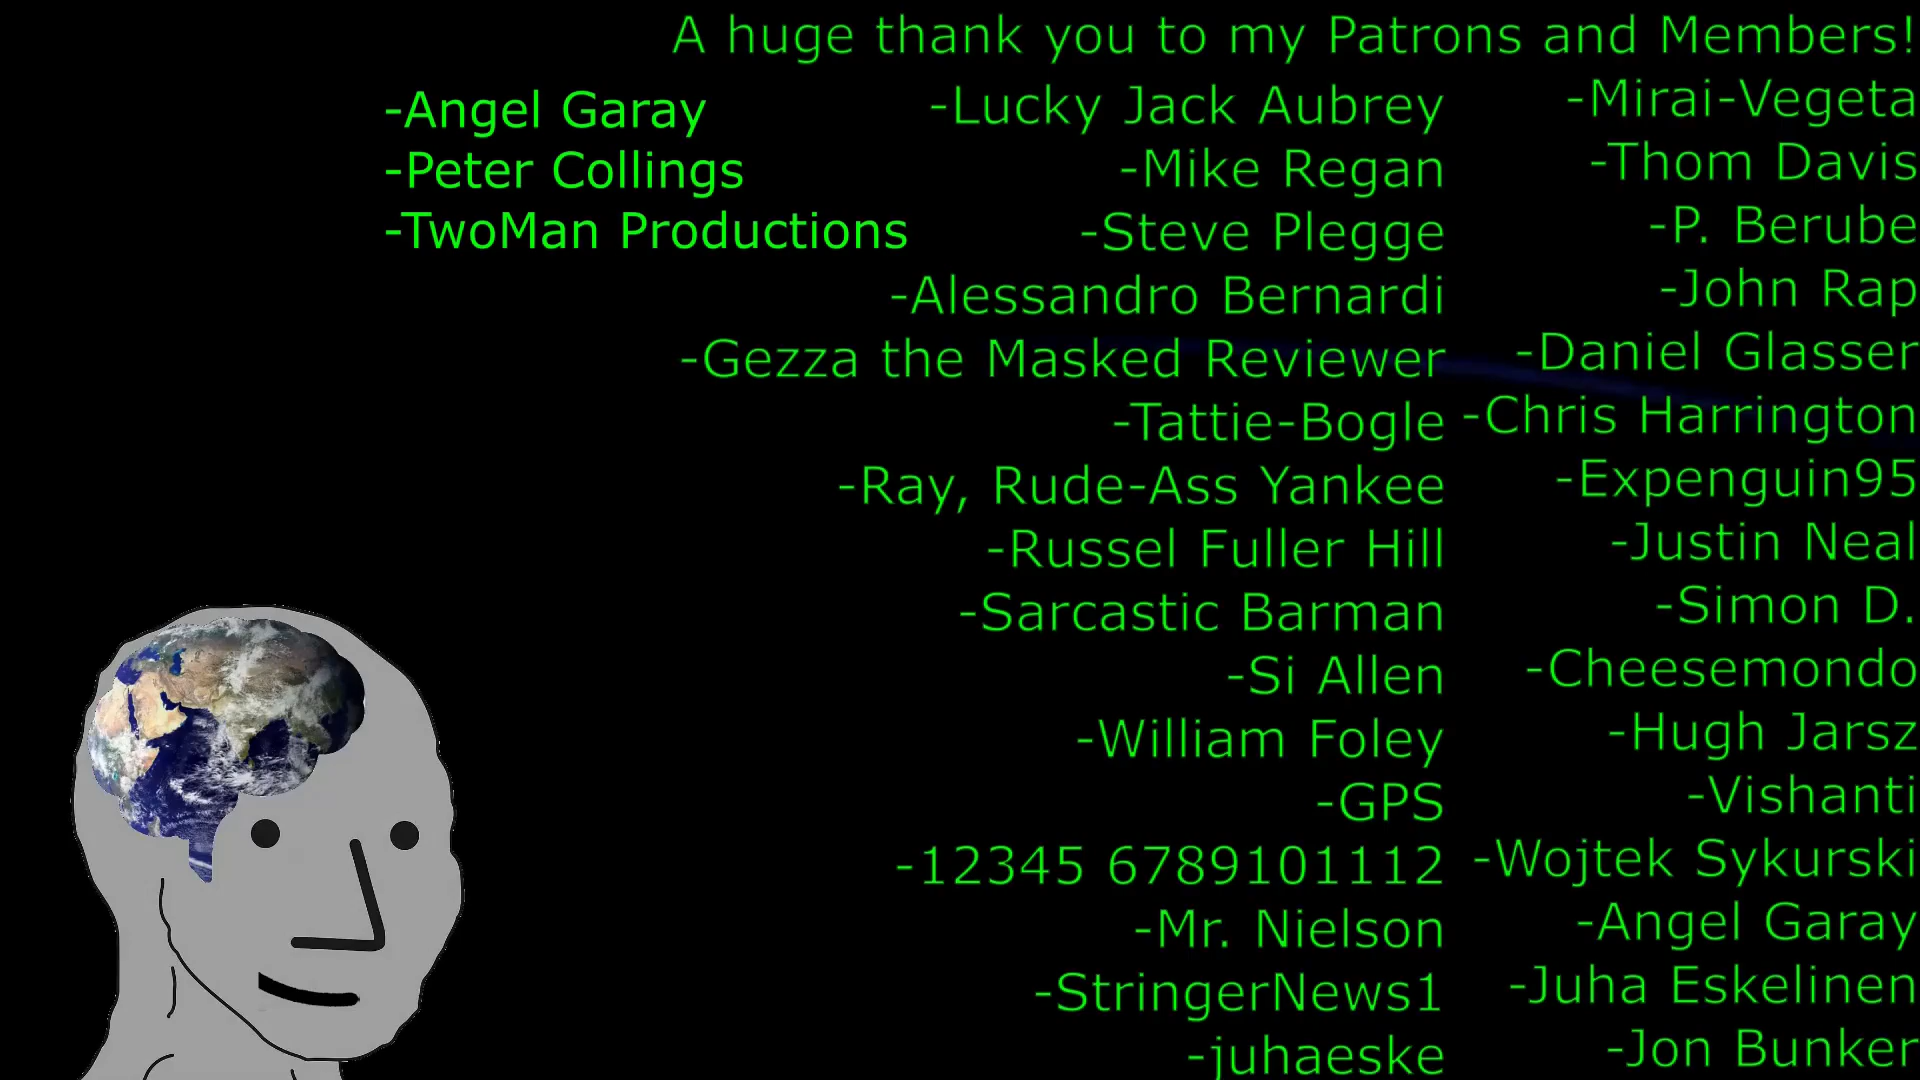 A huge thank you to my Patrons and Members!
-Angel Garay
-Peter Collings
-TwoMan Productions
-Lucky Jack Aubrey
-Mike Regan
-Steve Plegge
-Alessandro Bernardi
-Gezza the Masked Reviewer
-Tattie-Bogle
-Ray, Rude-Ass Yankee
-Russel Fuller Hill
-Sarcastic Barman
-Si Allen
-William Foley
-GPS
-12345 6789101112
-Mr. Nielson
-StringerNews1
-juhaeske
-Mirai-Vegeta
-Thom Davis
-P. Berube
-John Rap
-Daniel Glasser
-Chris Harrington
-Expenguin95
-Justin Neal
-Simon D.
-Cheesemondo
-Hugh Jarsz
-Vishanti
-Wojtek Sykurski
-Angel Garay
-Juha Eskelinen
-Jon Bunker